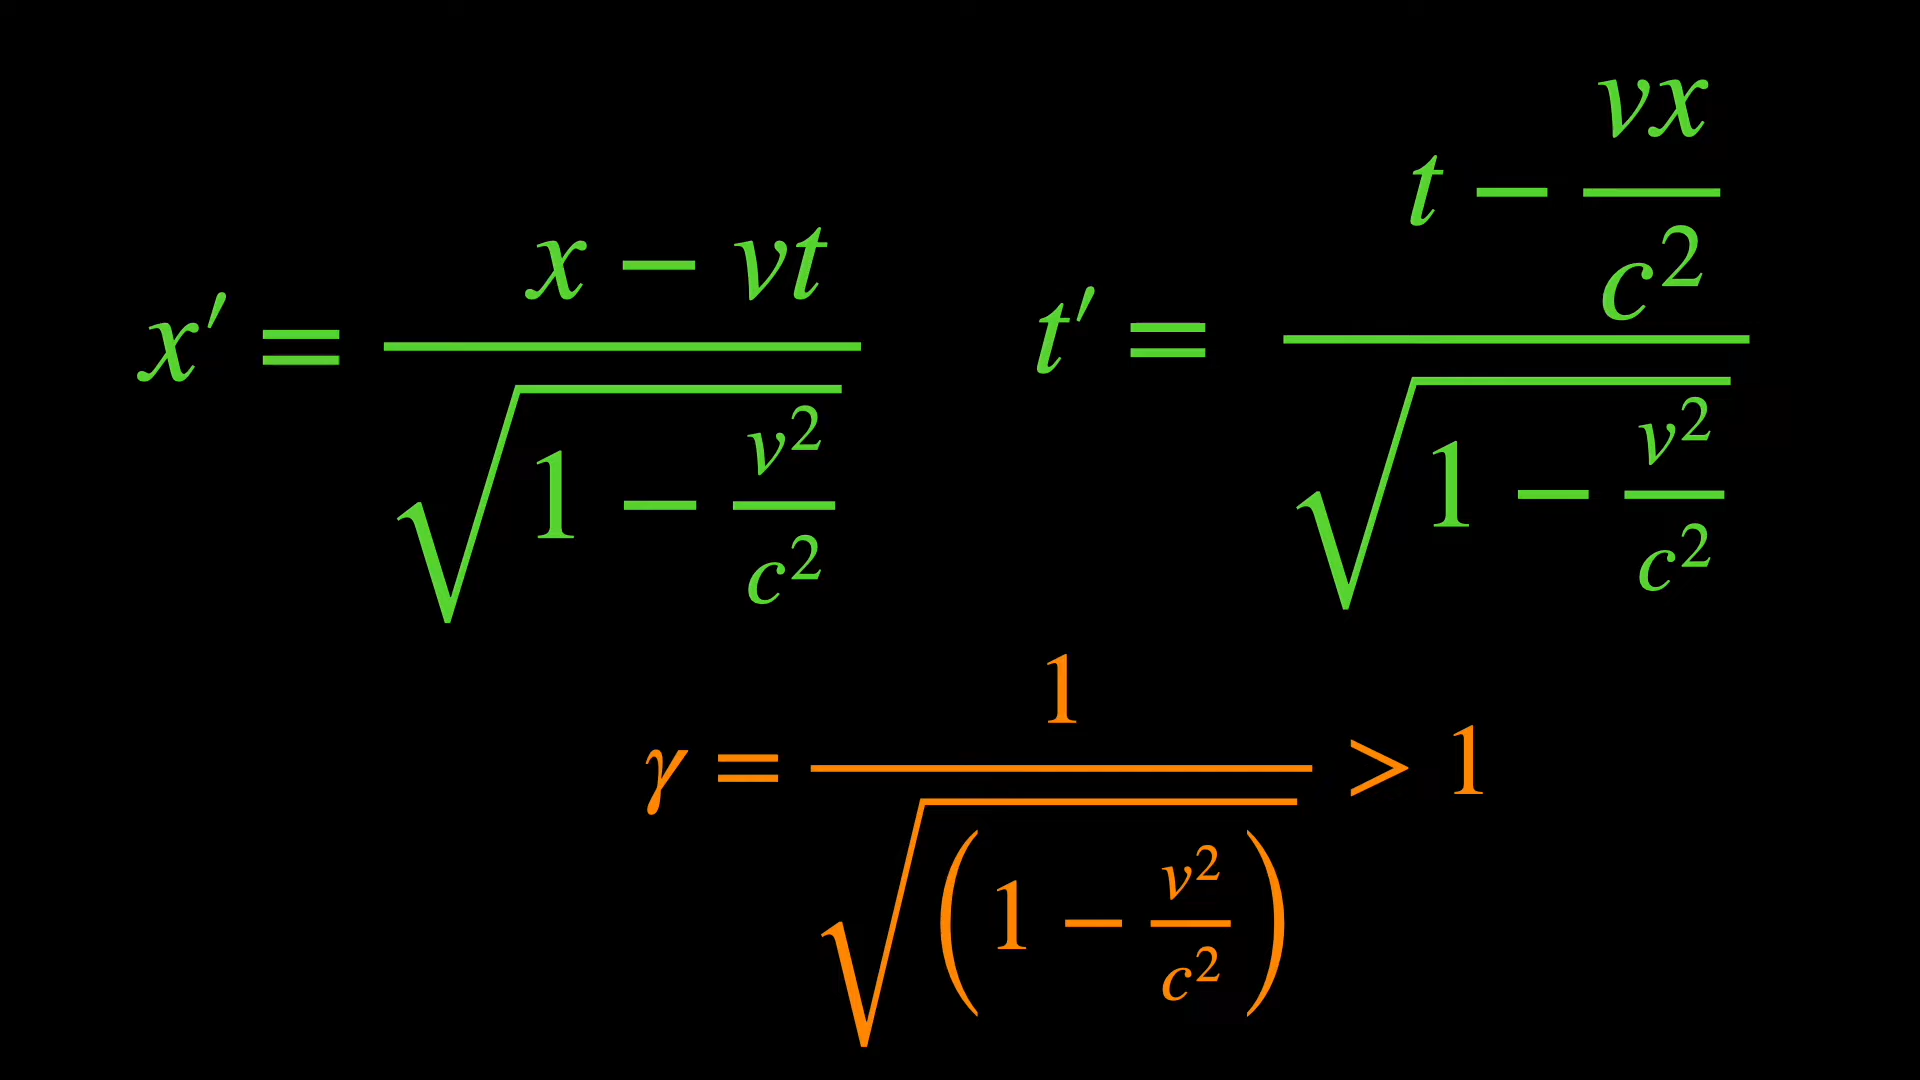 x′ = (x − vt) / √(1 − v²/c²)
t′ = (t − vx/c²) / √(1 − v²/c²)
γ = 1 / √((1 − v²/c²)) > 1